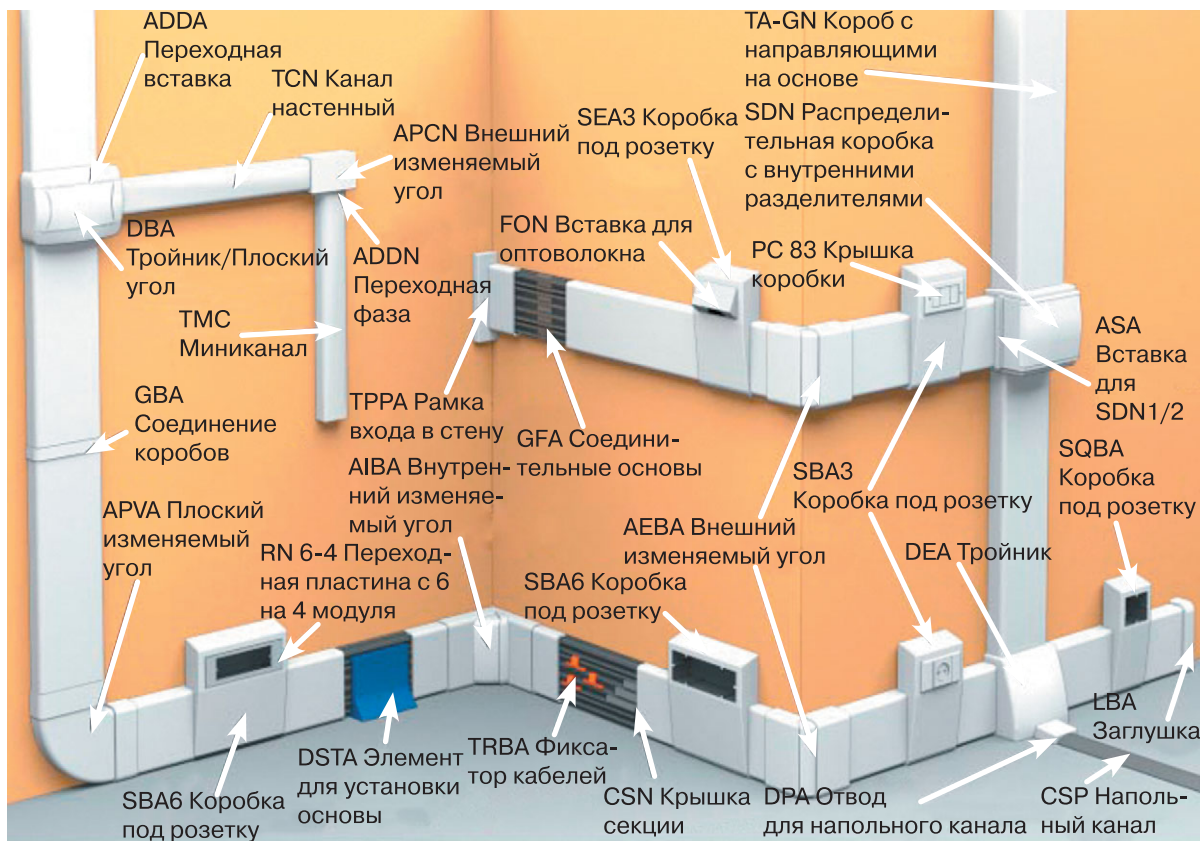 ADDA
Переходная
вставка
TCN Канал
настенный
APCN Внешний
изменяемый
угол
SEA3 Коробка
под розетку
TA-GN Короб с
направляющими
на основе
SDN Распредели-
тельная коробка
с внутренними
разделителями
FON Вставка для
оптоволокна
PC 83 Крышка
коробки
DBA
Тройник/Плоский
угол
ADDN
Переходная
фаза
TMC
Миниканал
ASA
Вставка
для
SDN1/2
GBA
Соединение
коробов
TPPA Рамка
входа в стену
GFA Соедини-
тельные основы
AIBA Внутрен-
ний изменяе-
мый угол
SBA3
Коробка под розетку
SQBA
Коробка
под розетку
APVA Плоский
изменяемый
угол
RN 6-4 Переход-
ная пластина с 6
на 4 модуля
AEBA Внешний
изменяемый угол
DEA Тройник
SBA6 Коробка
под розетку
SBA6 Коробка
под розетку
DSTA Элемент
для установки
основы
TRBA Фикса-
тор кабелей
CSN Крышка
секции
DPA Отвод
для напольного канала
LBA
Заглушка
CSP Наполь-
ный канал